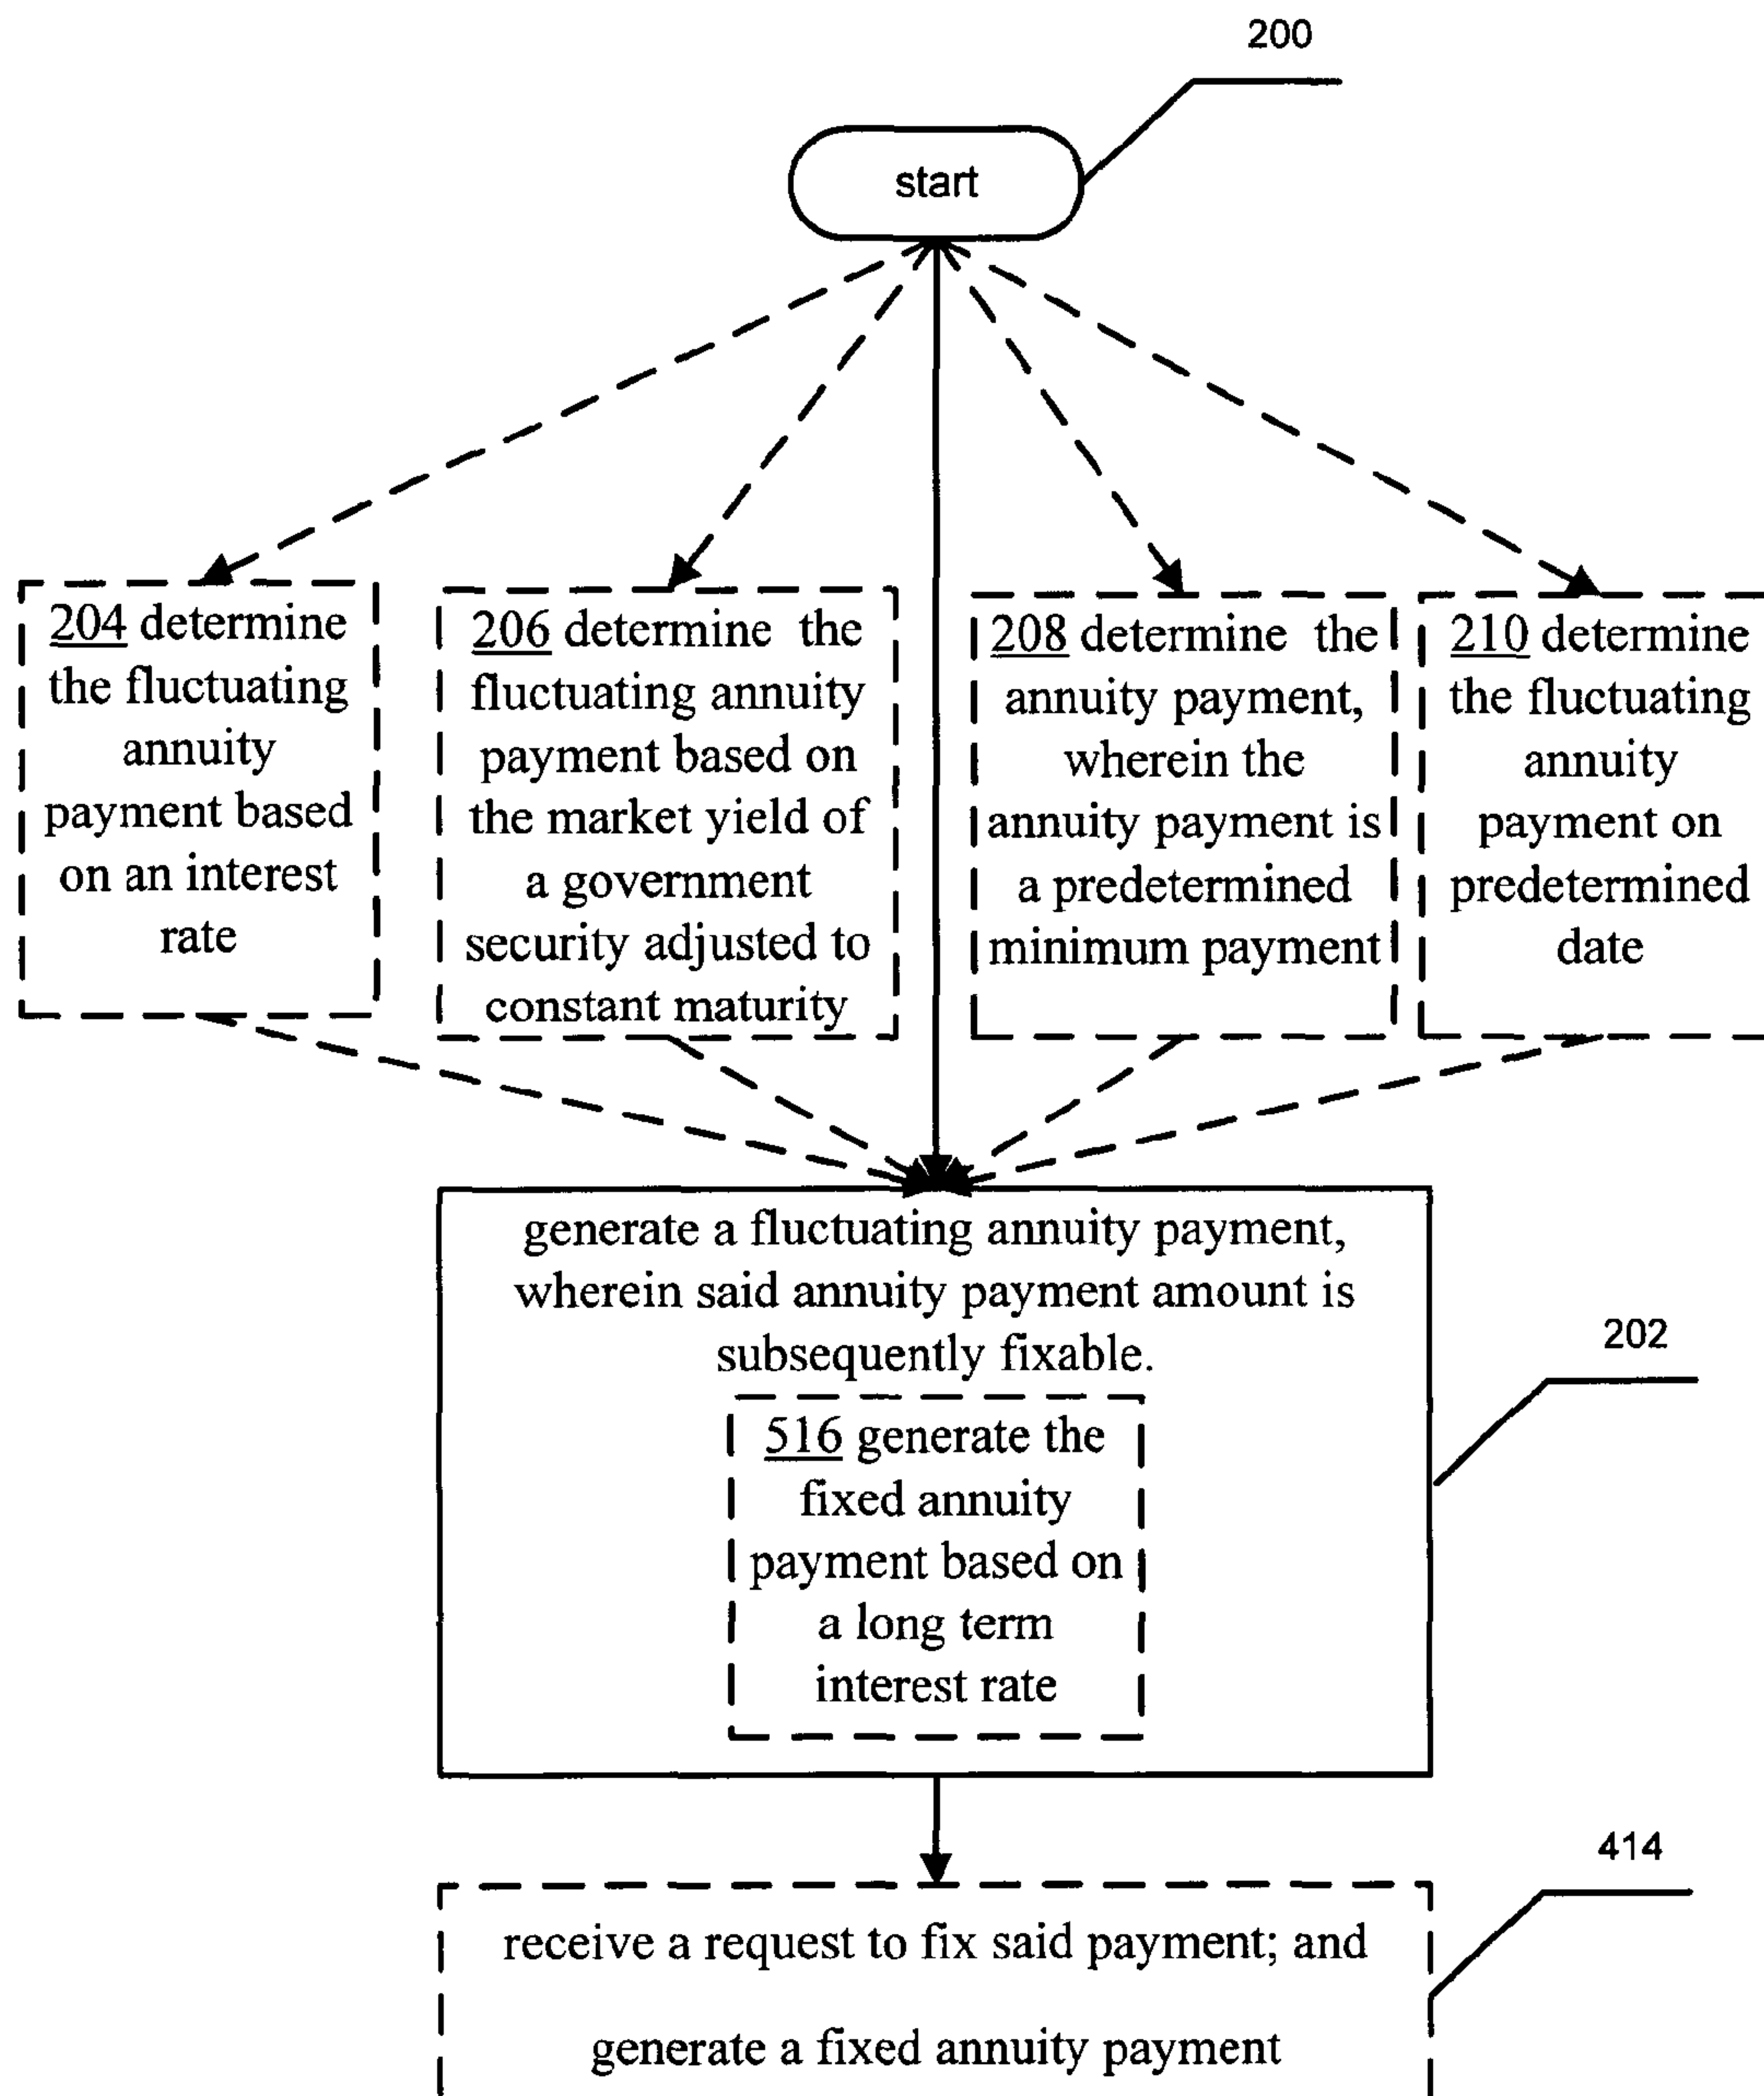 200
start
204 determine
the fluctuating
annuity
payment based
on an interest
rate
206 determine the
fluctuating annuity
payment based on
the market yield of
a government
security adjusted to
constant maturity
208 determine the
annuity payment,
wherein the
annuity payment is
a predetermined
minimum payment
210 determine
the fluctuating
annuity
payment on
predetermined
date
generate a fluctuating annuity payment,
wherein said annuity payment amount is
subsequently fixable.
202
516 generate the
fixed annuity
payment based on
a long term
interest rate
414
receive a request to fix said payment; and
generate a fixed annuity payment